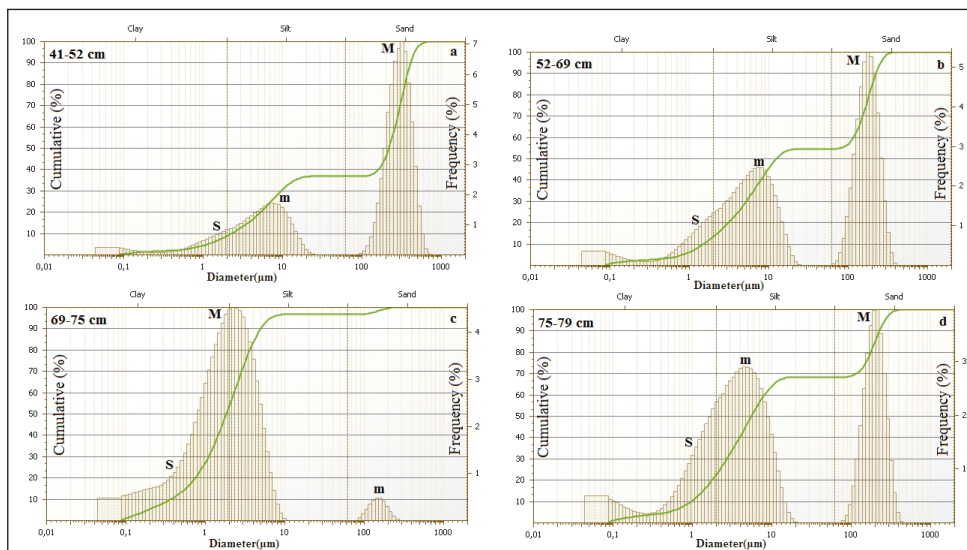 Clay Silt Sand
41-52 cm M a
Cumulative (%)
Frequency (%)
100 90 80 70 60 50 40 30 20 10
7 6 5 4 3 2 1
S m
0,01 0,1 1 10 100 1000
Diameter(µm)
Clay Silt Sand
52-69 cm M b
Cumulative (%)
Frequency (%)
100 90 80 70 60 50 40 30 20 10
5 4 3 2 1
S m
0,01 0,1 1 10 100 1000
Diameter(µm)
Clay Silt Sand
69-75 cm M c
Cumulative (%)
Frequency (%)
100 90 80 70 60 50 40 30 20 10
4 3 2 1
S m
0,01 0,1 1 10 100 1000
Diameter(µm)
Clay Silt Sand
75-79 cm M d
Cumulative (%)
Frequency (%)
100 90 80 70 60 50 40 30 20 10
3 2 1
S m
0,01 0,1 1 10 100 1000
Diameter(µm)